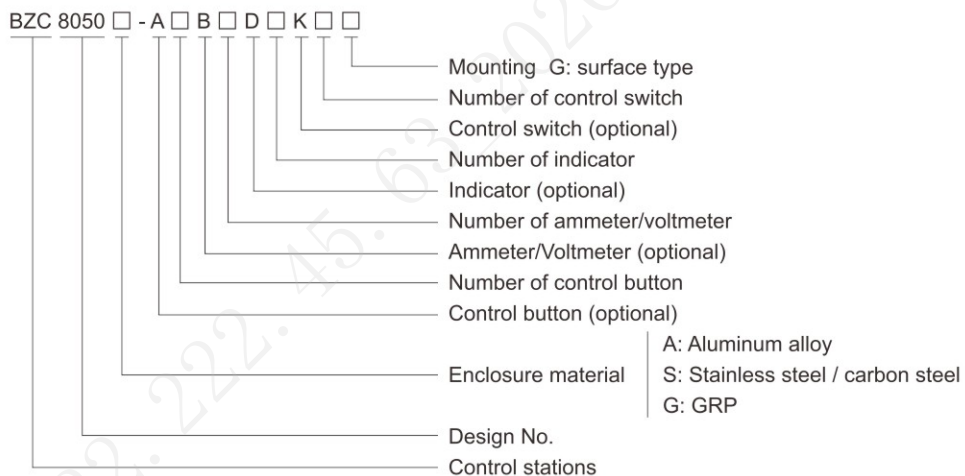 BZC 8050 □ - A □ B □ D □ K □ □
Mounting G: surface type
Number of control switch
Control switch (optional)
Number of indicator
Indicator (optional)
Number of ammeter/voltmeter
Ammeter/Voltmeter (optional)
Number of control button
Control button (optional)
A: Aluminum alloy
Enclosure material S: Stainless steel / carbon steel
G: GRP
Design No.
Control stations